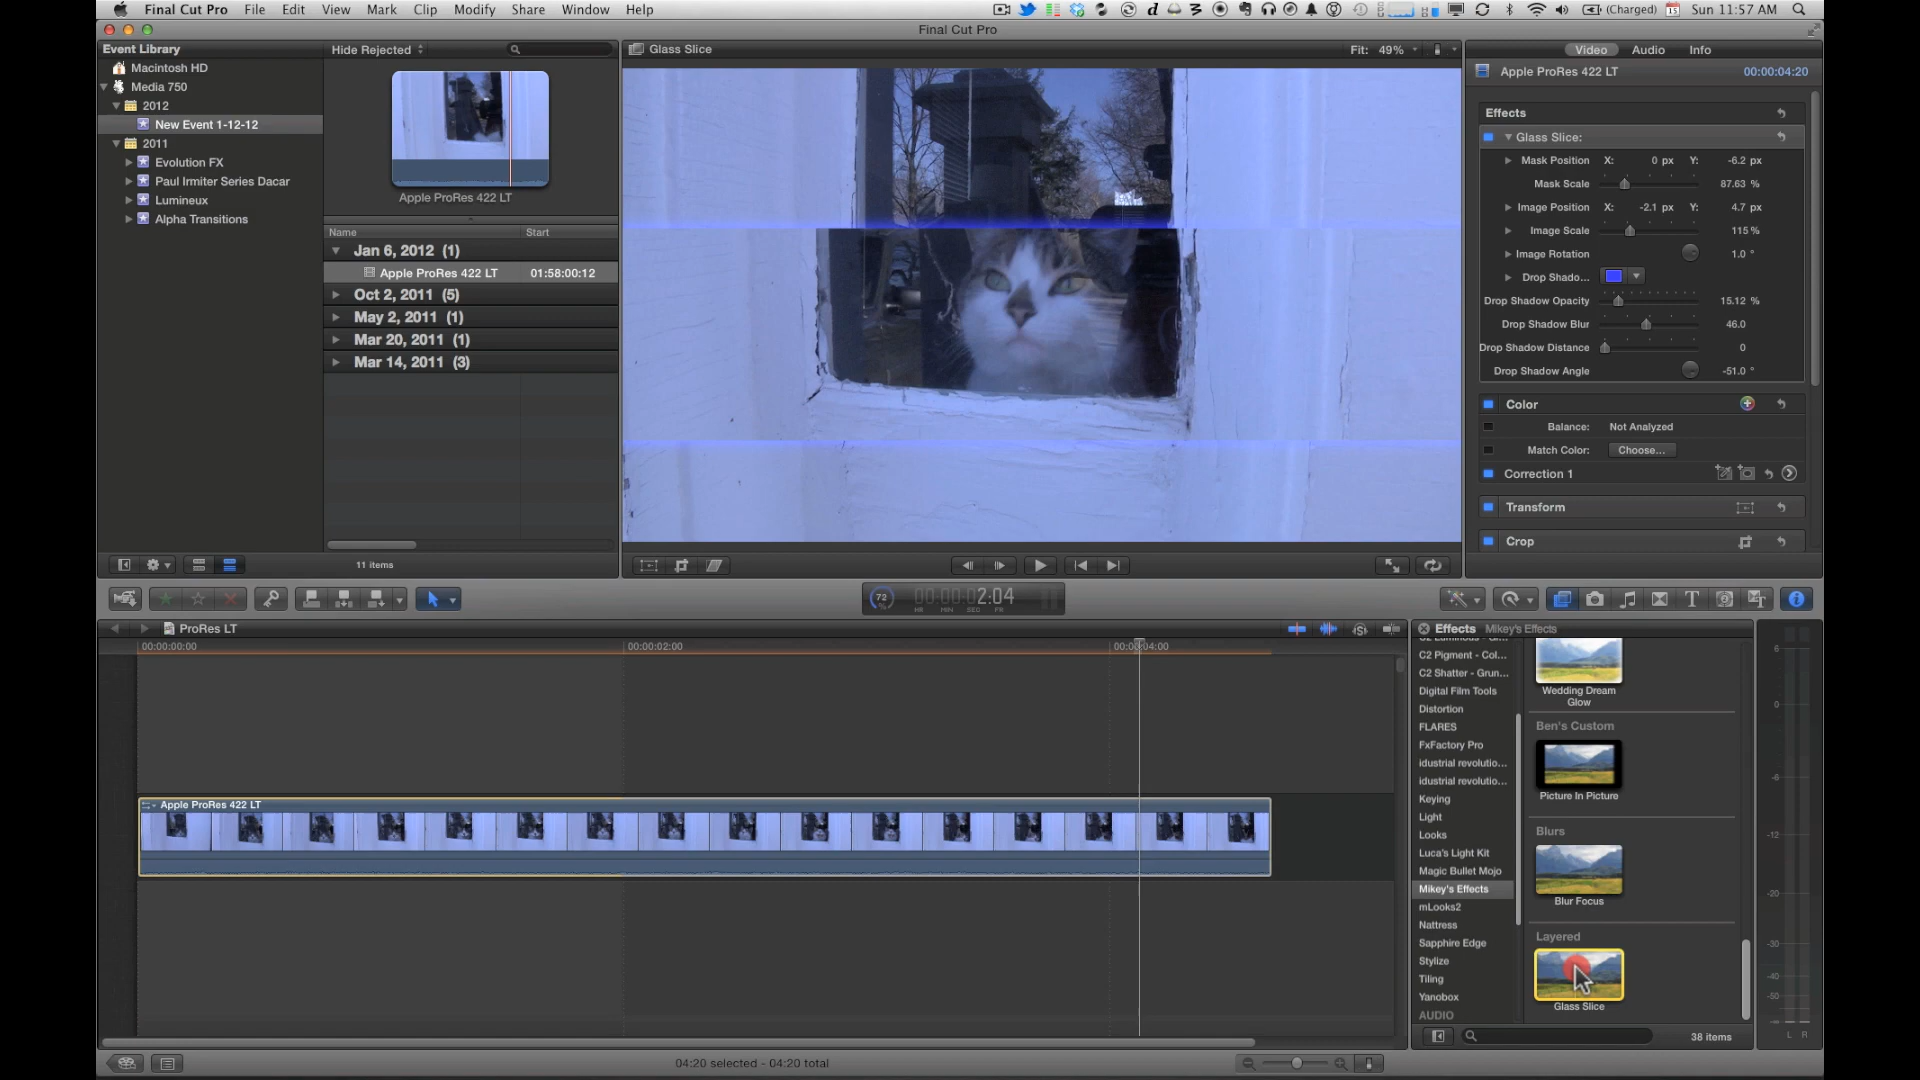 Final Cut Pro File Edit View Mark Clip Modify Share Window Help (Charged) Sun 11:57 AM
Final Cut Pro
Event Library
Macintosh HD
Media 750
2012
New Event 1-12-12
2011
Evolution FX
Paul Irmiter Series Dacar
Lumineux
Alpha Transitions
Hide Rejected
Apple ProRes 422 LT
Name Start
Jan 6, 2012 (1)
Apple ProRes 422 LT 01:58:00:12
Oct 2, 2011 (5)
May 2, 2011 (1)
Mar 20, 2011 (1)
Mar 14, 2011 (3)
11 items
Glass Slice Fit: 49%
Video Audio Info
Apple ProRes 422 LT 00:00:04:20
Effects
Glass Slice:
Mask Position X: 0 px Y: -6.2 px
Mask Scale 87.63 %
Image Position X: -2.1 px Y: 4.7 px
Image Scale 115 %
Image Rotation 1.0 °
Drop Shado...
Drop Shadow Opacity 15.12 %
Drop Shadow Blur 46.0
Drop Shadow Distance 0
Drop Shadow Angle -51.0 °
Color
Balance: Not Analyzed
Match Color: Choose...
Correction 1
Transform
Crop
72 % 00:00:02:04
HR MIN SEC FR
ProRes LT
00:00:00:00 00:00:02:00 00:00:04:00
Apple ProRes 422 LT
04:20 selected - 04:20 total
Effects Mikey's Effects
C2 Pigment - Col...
C2 Shatter - Grun...
Digital Film Tools
Distortion
FLARES
FxFactory Pro
idustrial revolutio...
idustrial revolutio...
Keying
Light
Looks
Luca's Light Kit
Magic Bullet Mojo
Mikey's Effects
mLooks2
Nattress
Sapphire Edge
Stylize
Tiling
Yanobox
AUDIO
Wedding Dream
Glow
Ben's Custom
Picture In Picture
Blurs
Blur Focus
Layered
Glass Slice
38 items
6
0
-6
-12
-20
-30
-40
-50
L R